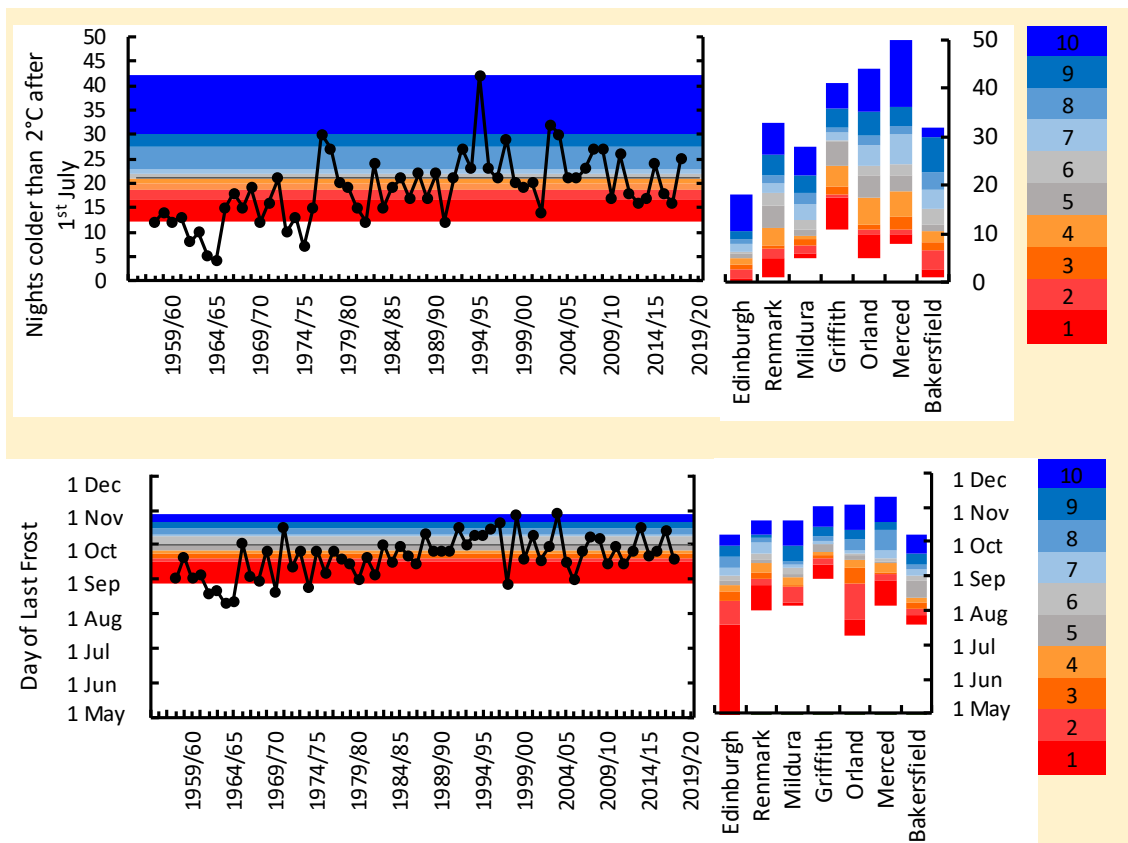 Nights colder than 2°C after
1st July
50
45
40
35
30
25
20
15
10
5
0
1959/60
1964/65
1969/70
1974/75
1979/80
1984/85
1989/90
1994/95
1999/00
2004/05
2009/10
2014/15
2019/20
50
40
30
20
10
0
Edinburgh
Renmark
Mildura
Griffith
Orland
Merced
Bakersfield
10
9
8
7
6
5
4
3
2
1
Day of Last Frost
1 Dec
1 Nov
1 Oct
1 Sep
1 Aug
1 Jul
1 Jun
1 May
1959/60
1964/65
1969/70
1974/75
1979/80
1984/85
1989/90
1994/95
1999/00
2004/05
2009/10
2014/15
2019/20
1 Dec
1 Nov
1 Oct
1 Sep
1 Aug
1 Jul
1 Jun
1 May
Edinburgh
Renmark
Mildura
Griffith
Orland
Merced
Bakersfield
10
9
8
7
6
5
4
3
2
1